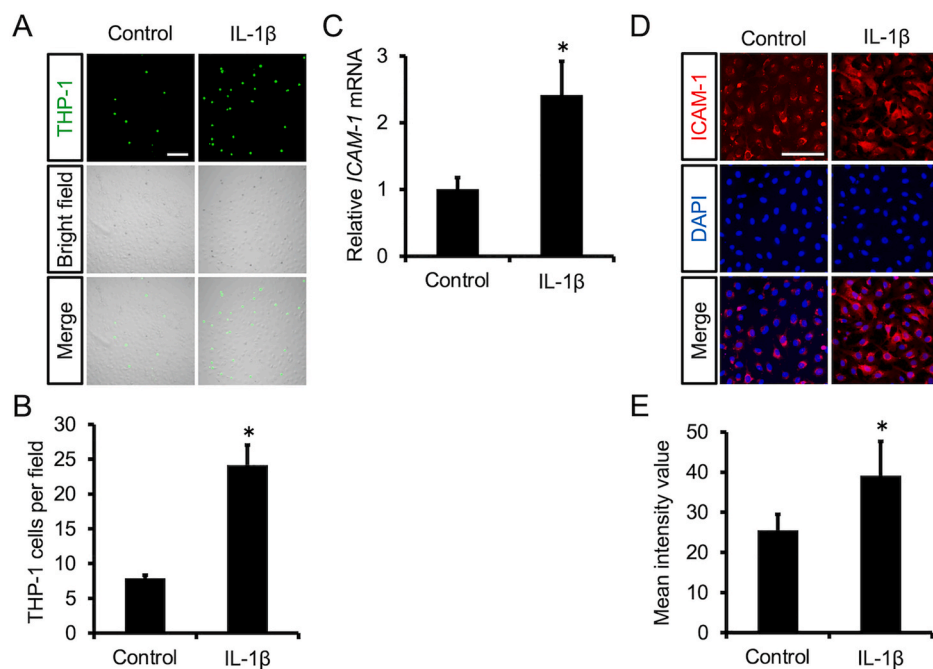 A
Control
IL-1β
THP-1
Bright field
Merge
B
THP-1 cells per field
30
25
20
15
10
5
0
*
Control
IL-1β
C
Relative ICAM-1 mRNA
3
2
1
0
*
Control
IL-1β
D
Control
IL-1β
ICAM-1
DAPI
Merge
E
Mean intensity value
50
40
30
20
10
0
*
Control
IL-1β